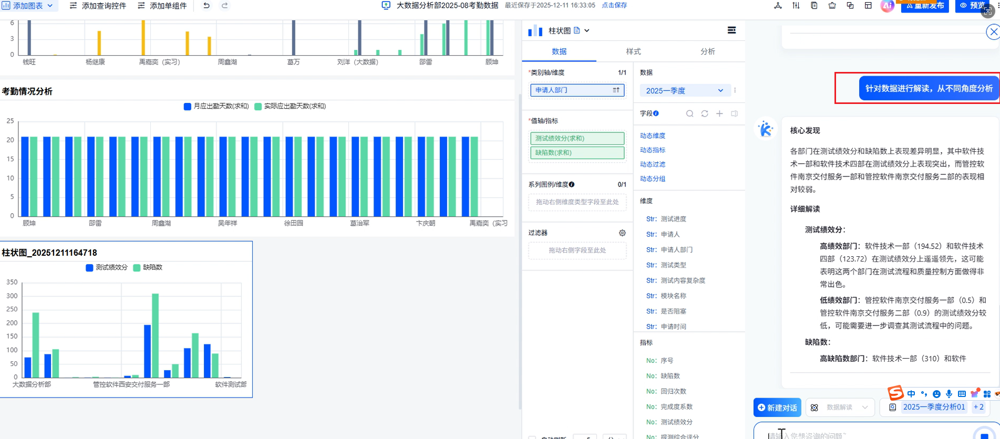 添加图表
添加查询控件
添加单组件
大数据分析部2025-08考勤数据
最近保存于2025-12-11 16:33:05
点击保存
Ai
重新发布
预览
6
3
0
钱旺
杨继康
禹嘉奕（实习）
周鑫湖
葛万
刘洋（大数据）
邵雷
顾坤
考勤情况分析
月应出勤天数(求和)
实际应出勤天数(求和)
25
20
15
10
5
0
顾坤
邵雷
周鑫湖
吴年祥
徐田园
葛治军
卞庆朝
禹嘉奕（实习
柱状图_20251211164718
测试绩效分
缺陷数
350
300
250
200
150
100
50
0
大数据分析部
管控软件西安交付服务一部
软件测试部
柱状图
数据
样式
分析
*类别轴/维度
1/1
申请人部门
*值轴/指标
测试绩效分(求和)
缺陷数(求和)
系列图例/维度
0/1
拖动右侧维度类型字段至此处
过滤器
拖动右侧字段至此处
自动刷新
5
分
数据
2025一季度
字段
动态维度
动态指标
动态过滤
动态分组
维度
Str： 测试进度
Str： 申请人
Str： 申请人部门
Str： 测试类型
Str： 测试内容复杂度
Str： 模块名称
Str： 是否阻塞
Str： 申请时间
指标
No： 序号
No： 缺陷数
No： 回归次数
No： 完成度系数
No： 测试绩效分
No： 提测综合评分
针对数据进行解读，从不同角度分析
核心发现
各部门在测试绩效分和缺陷数上表现差异明显，其中软件技
术一部和软件技术四部在测试绩效分上表现突出，而管控软
件南京交付服务一部和管控软件南京交付服务二部的表现相
对较弱。
详细解读
测试绩效分：
高绩效部门：软件技术一部（194.52）和软件技术
四部（123.72）在测试绩效分上遥遥领先，这可能
表明这两个部门在测试流程和质量控制方面做得非
常出色。
低绩效部门：管控软件南京交付服务一部（0.5）和
管控软件南京交付服务二部（0.9）的测试绩效分较
低，可能需要进一步调查其测试流程中的问题。
缺陷数：
高缺陷数部门：软件技术一部（310）和软件
中
新建对话
数据解读
2025一季度分析01
+ 2
请输入您想咨询的问题~